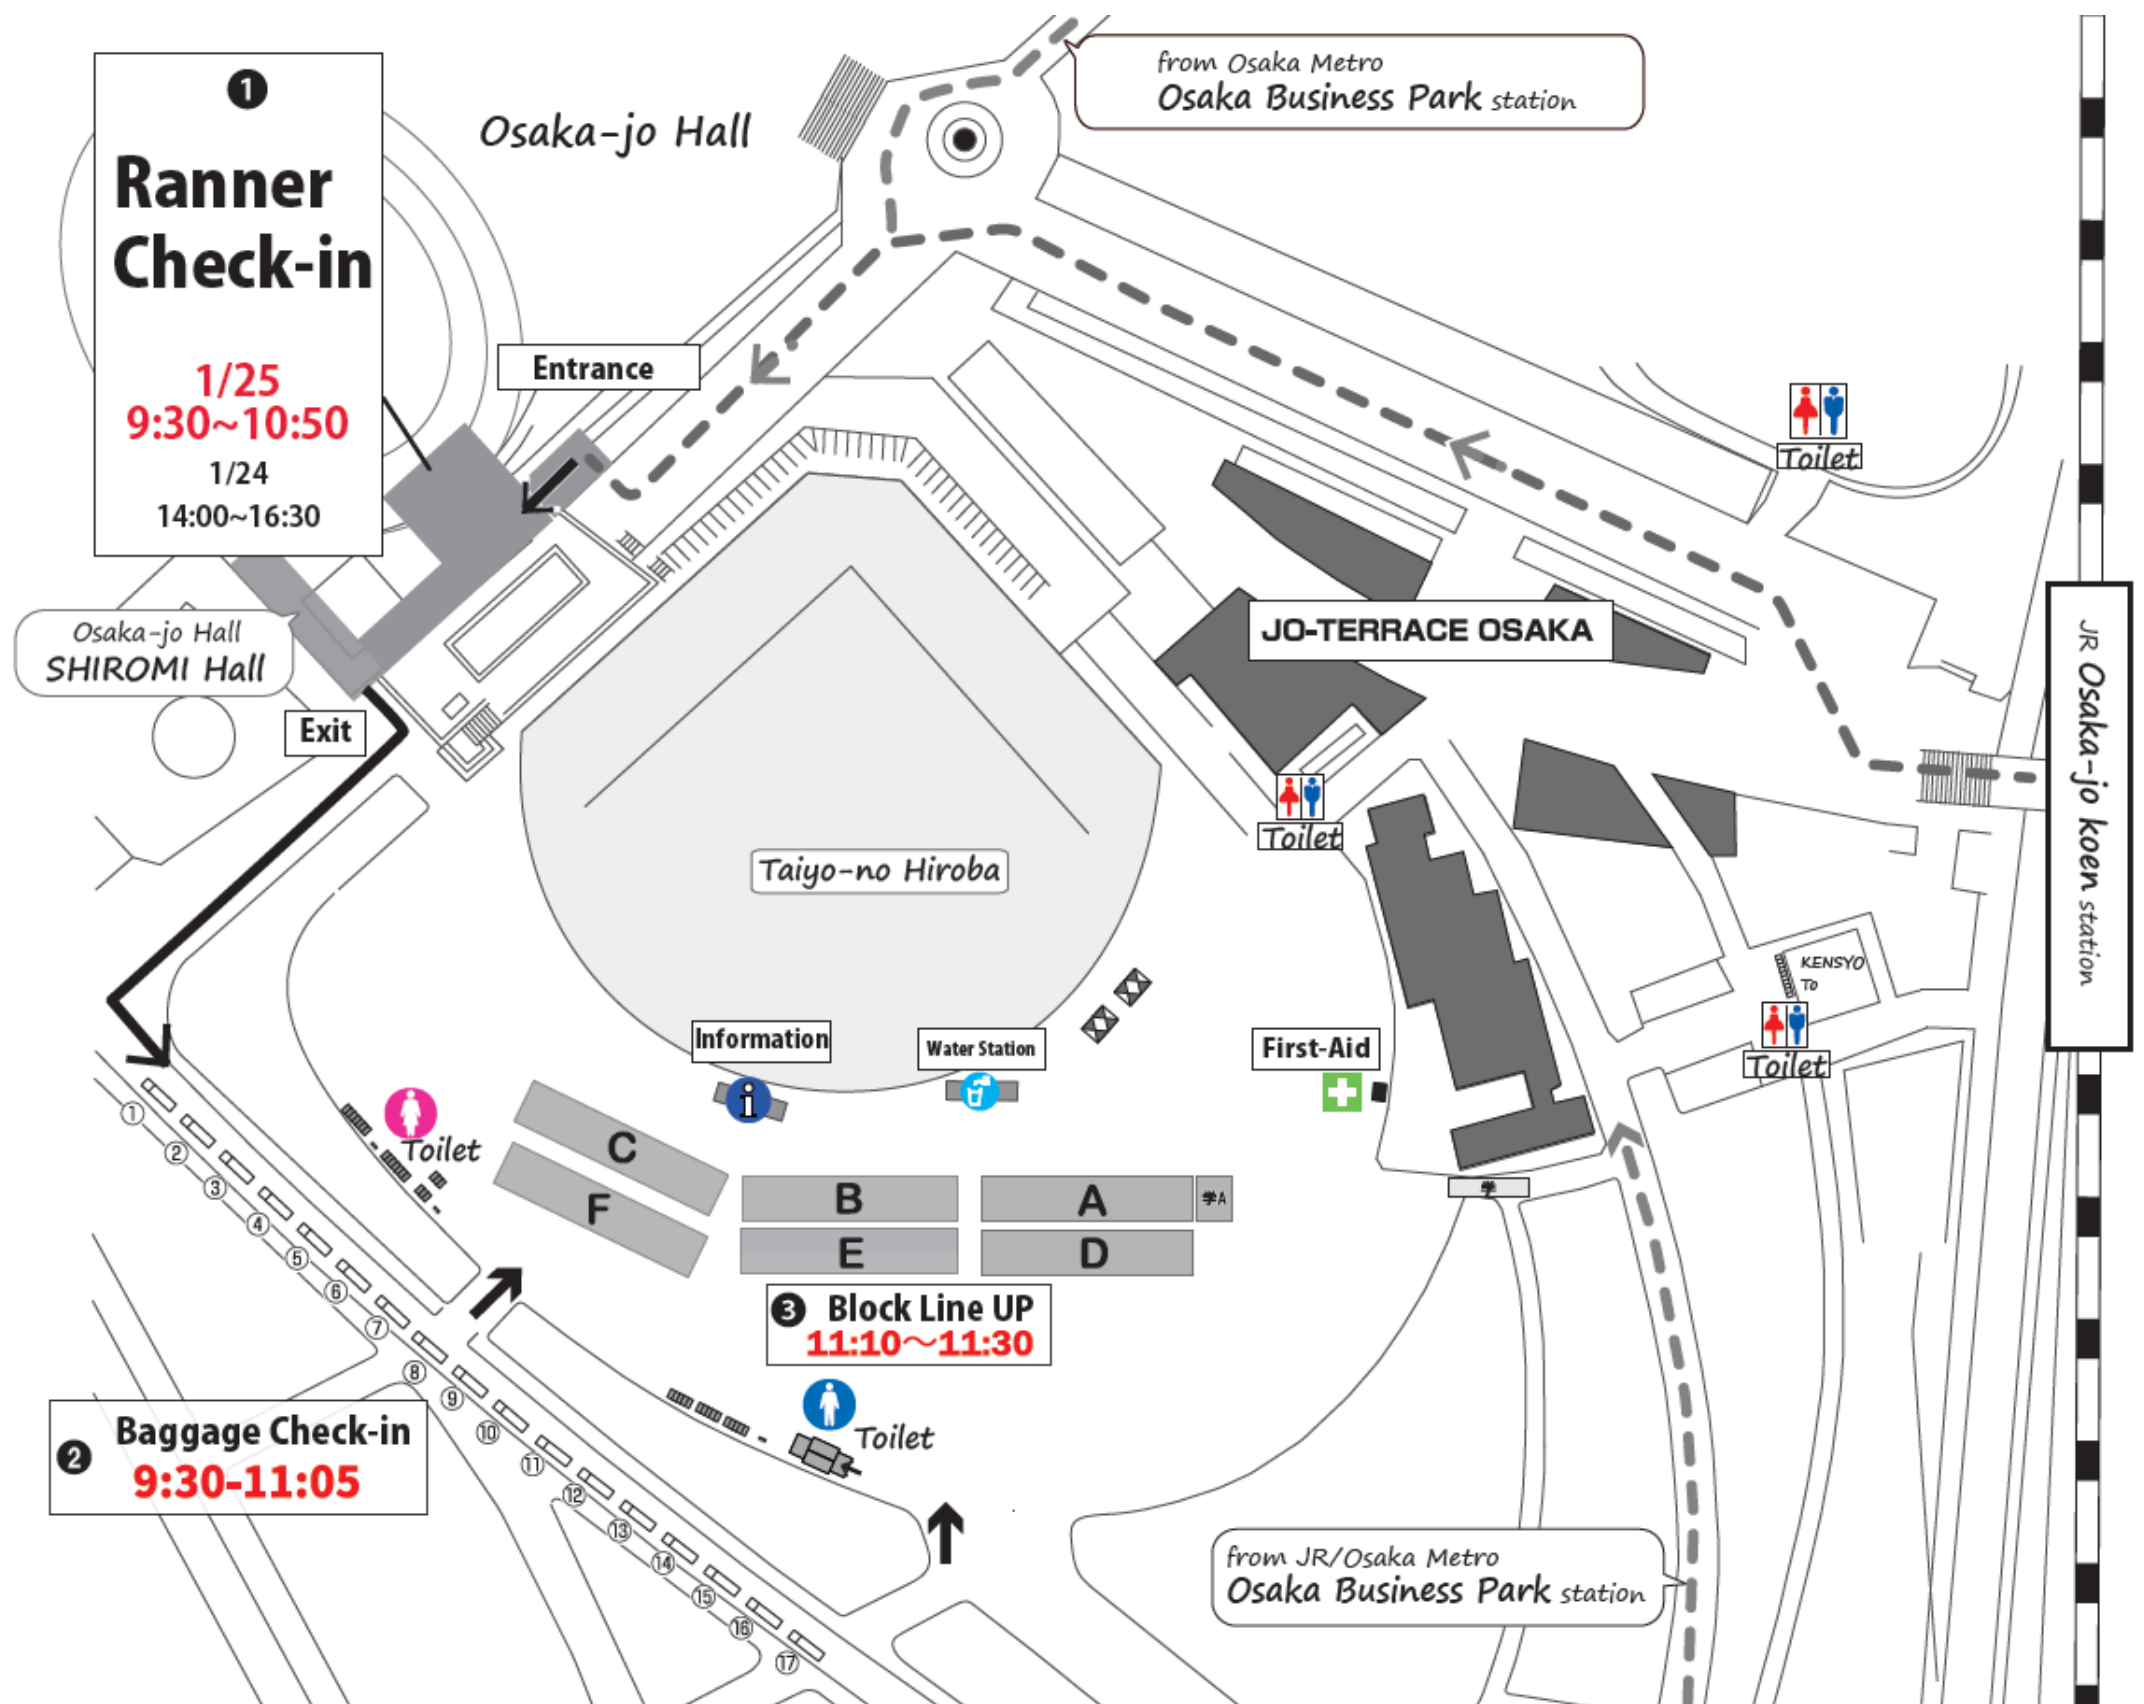 ❶
Ranner
Check-in
1/25
9:30~10:50
1/24
14:00~16:30
Osaka-jo Hall
from Osaka Metro
Osaka Business Park station
Entrance
Toilet
Osaka-jo Hall
SHIROMI Hall
Exit
JO-TERRACE OSAKA
JR Osaka-jo koen station
Toilet
Taiyo-no Hiroba
KENSYO
To
Toilet
Information
i
Water Station
First-Aid
Toilet
C
F
B
A
E
D
❸ Block Line UP
11:10～11:30
①
②
③
④
⑤
⑥
⑦
⑧
⑨
⑩
⑪
⑫
⑬
⑭
⑮
⑯
⑰
❷ Baggage Check-in
9:30-11:05
Toilet
from JR/Osaka Metro
Osaka Business Park station